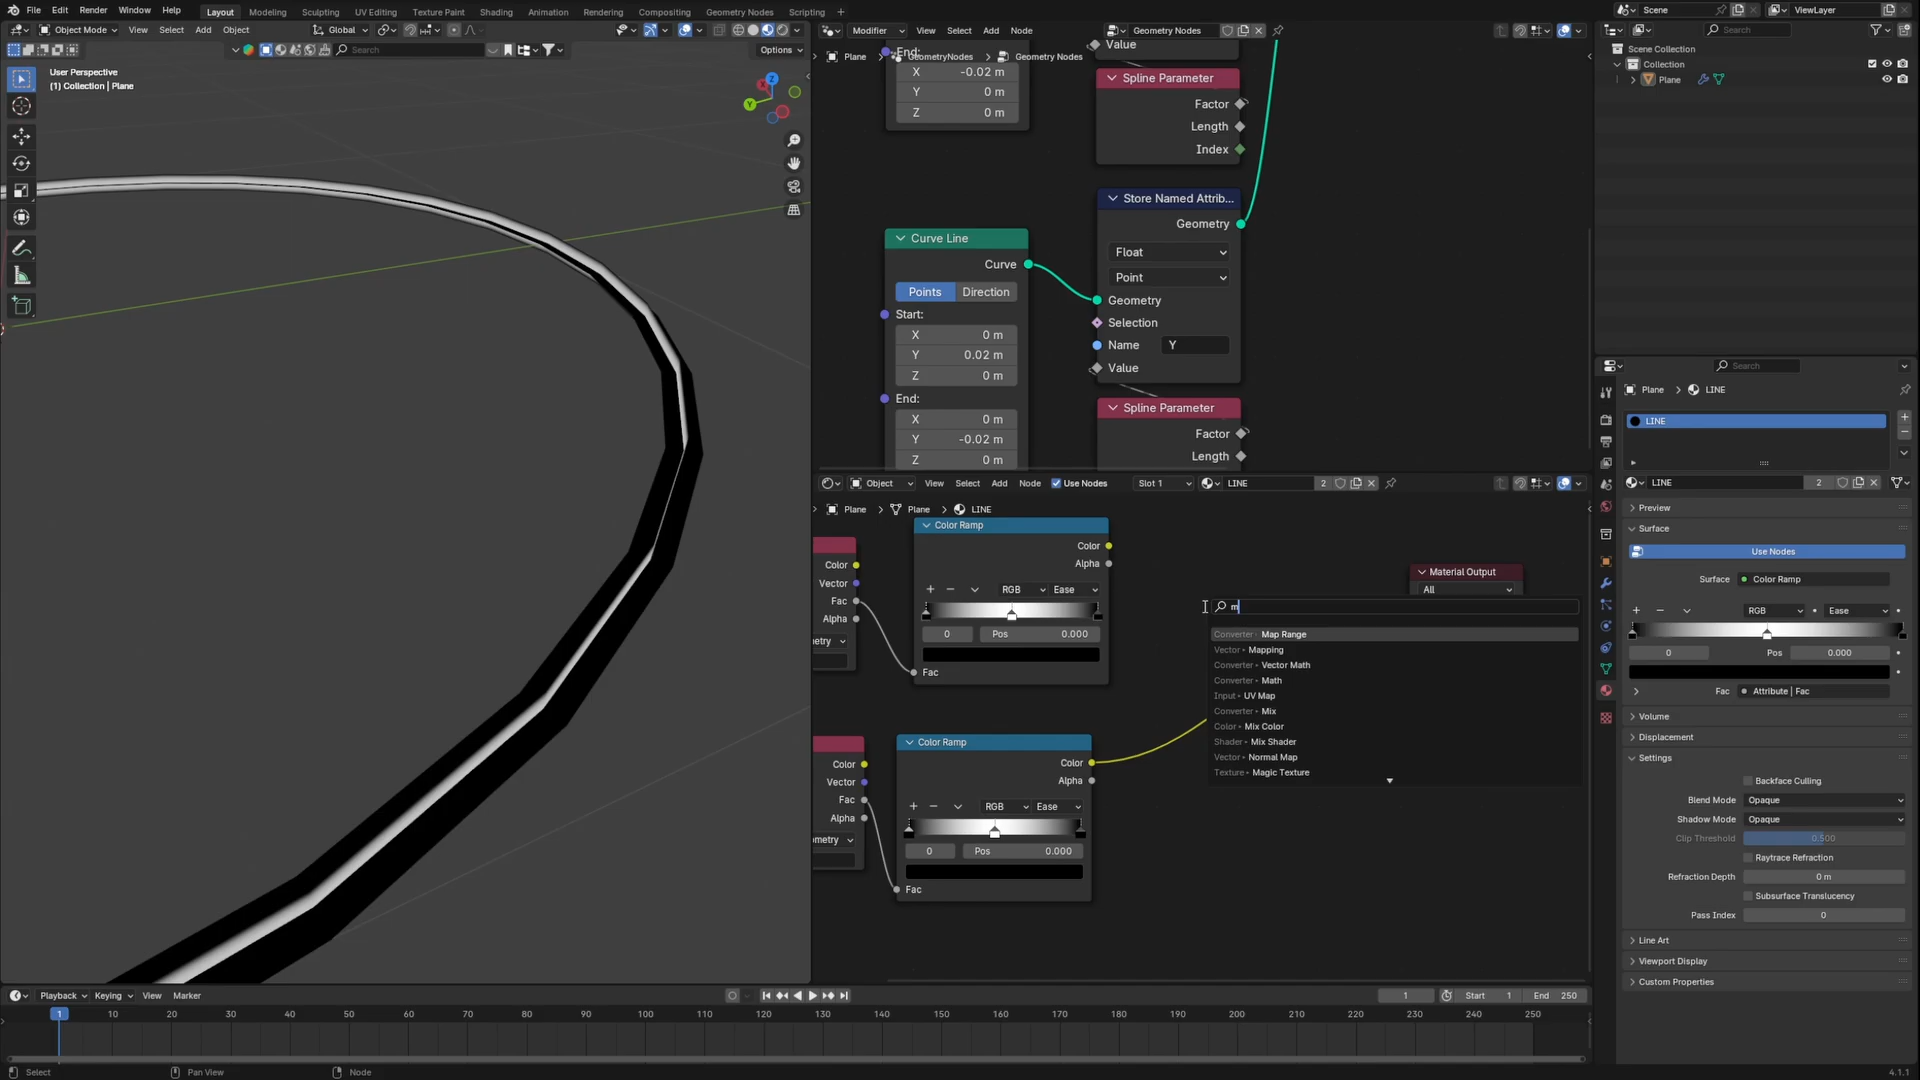 File Edit Render Window Help Layout Modeling Sculpting UV Editing Texture Paint Shading Animation Rendering Compositing Geometry Nodes Scripting + Scene ViewLayer
Object Mode View Select Add Object Global
Search Options
User Perspective
(1) Collection | Plane
Z
Y
Modifier View Select Add Node Geometry Nodes
Plane GeometryNodes Geometry Nodes
End:
X -0.02 m
Y 0 m
Z 0 m
Value
Spline Parameter
Factor
Length
Index
Store Named Attrib...
Geometry
Float
Point
Geometry
Selection
Name Y
Value
Curve Line
Curve
Points Direction
Start:
X 0 m
Y 0.02 m
Z 0 m
End:
X 0 m
Y -0.02 m
Z 0 m
Spline Parameter
Factor
Length
Object View Select Add Node Use Nodes Slot 1 LINE 2
Plane Plane LINE
Color
Vector
Fac
Alpha
Color Ramp
Color
Alpha
RGB Ease
0 Pos 0.000
Fac
Color
Vector
Fac
Alpha
Color Ramp
Color
Alpha
RGB Ease
0 Pos 0.000
Fac
Material Output
All
m
Converter Map Range
Vector Mapping
Converter Vector Math
Converter Math
Input UV Map
Converter Mix
Color Mix Color
Shader Mix Shader
Vector Normal Map
Texture Magic Texture
Search
Scene Collection
Collection
Plane
Search
Plane LINE
LINE
LINE 2
Preview
Surface
Use Nodes
Surface Color Ramp
RGB Ease
0 Pos 0.000
Fac Attribute | Fac
Volume
Displacement
Settings
Backface Culling
Blend Mode Opaque
Shadow Mode Opaque
Clip Threshold 0.500
Raytrace Refraction
Refraction Depth 0 m
Subsurface Translucency
Pass Index 0
Line Art
Viewport Display
Custom Properties
Playback Keying View Marker 1 Start 1 End 250
1 10 20 30 40 50 60 70 80 90 100 110 120 130 140 150 160 170 180 190 200 210 220 230 240 250
Select Pan View Node 4.1.1